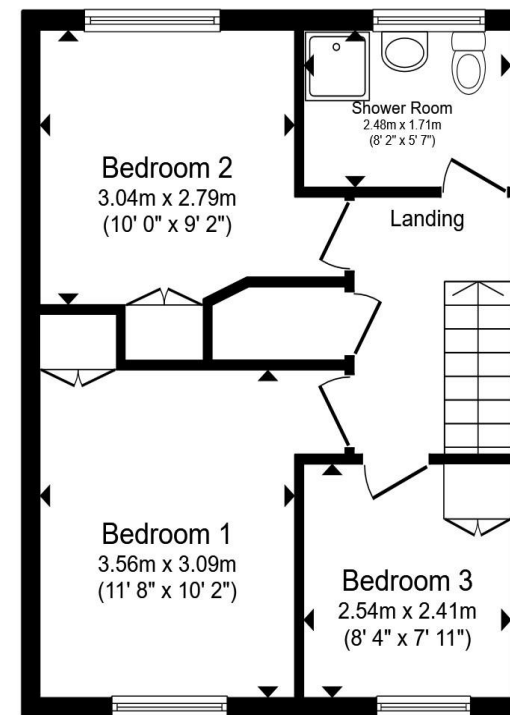 Shower Room
2.48m x 1.71m
(8' 2" x 5' 7")
Bedroom 2
3.04m x 2.79m
(10' 0" x 9' 2")
Landing
Bedroom 1
3.56m x 3.09m
(11' 8" x 10' 2")
Bedroom 3
2.54m x 2.41m
(8' 4" x 7' 11")